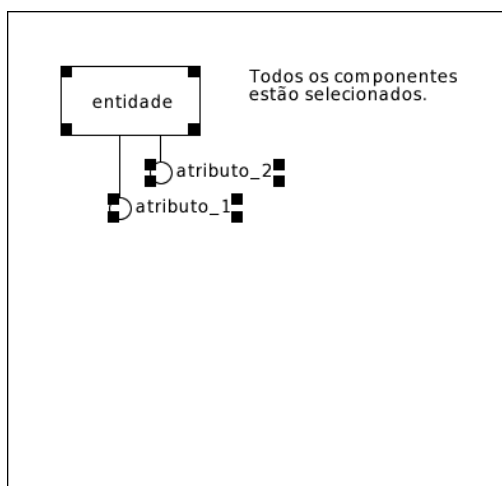 Todos os componentes
estão selecionados.
entidade
atributo_2
atributo_1